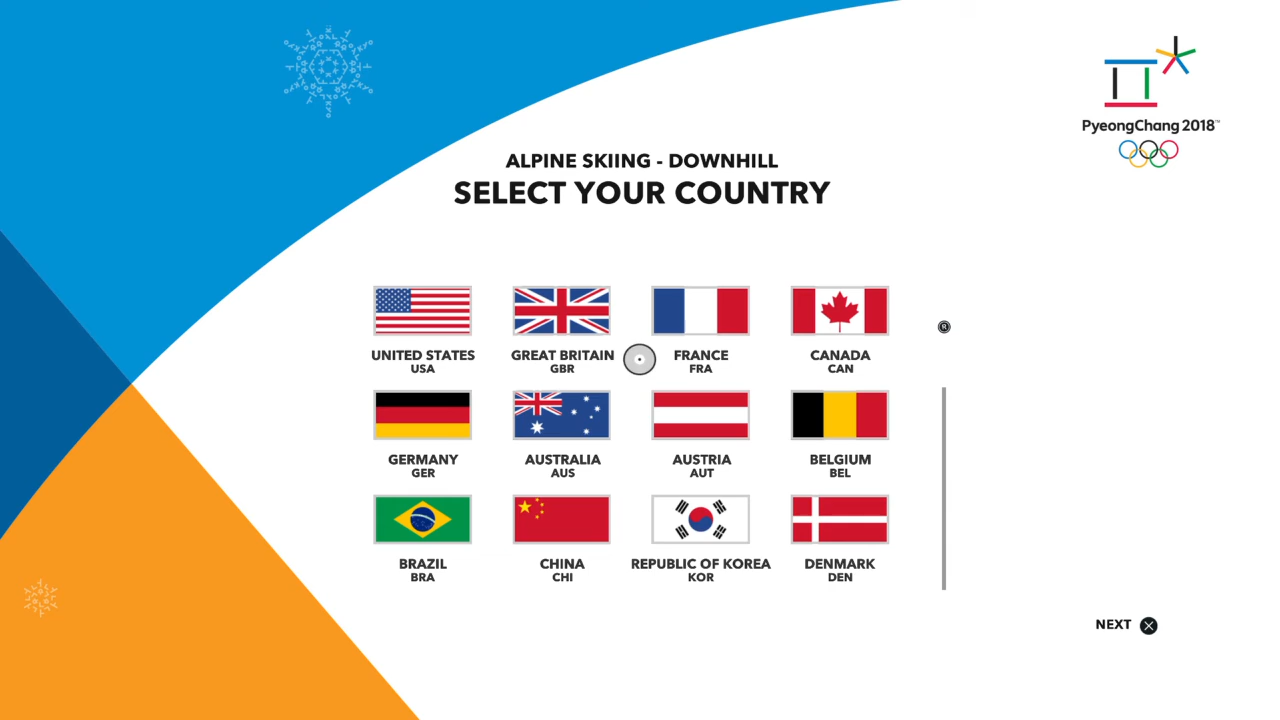 PyeongChang 2018™
ALPINE SKIING - DOWNHILL
SELECT YOUR COUNTRY
UNITED STATES
USA
GREAT BRITAIN
GBR
FRANCE
FRA
CANADA
CAN
R
GERMANY
GER
AUSTRALIA
AUS
AUSTRIA
AUT
BELGIUM
BEL
BRAZIL
BRA
CHINA
CHI
REPUBLIC OF KOREA
KOR
DENMARK
DEN
NEXT